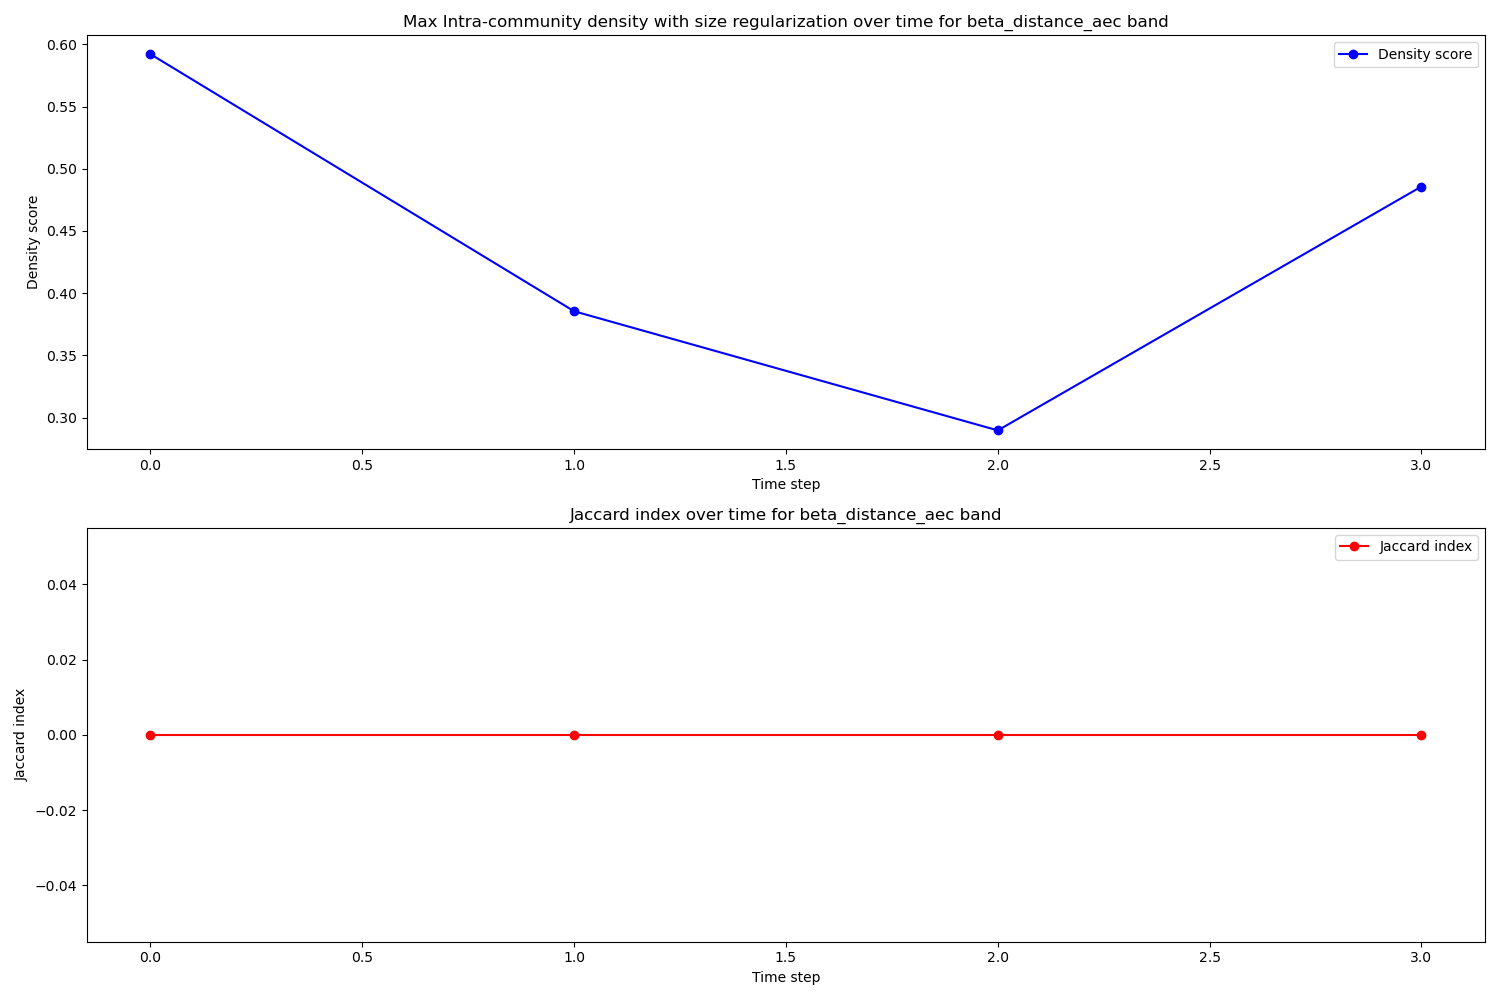 Max Intra-community density with size regularization over time for beta_distance_aec band
0.60
0.55
0.50
0.45
0.40
0.35
0.30
Density score
Density score
0.0 0.5 1.0 1.5 2.0 2.5 3.0
Time step
Jaccard index over time for beta_distance_aec band
0.04
0.02
0.00
−0.02
−0.04
Jaccard index
Jaccard index
0.0 0.5 1.0 1.5 2.0 2.5 3.0
Time step